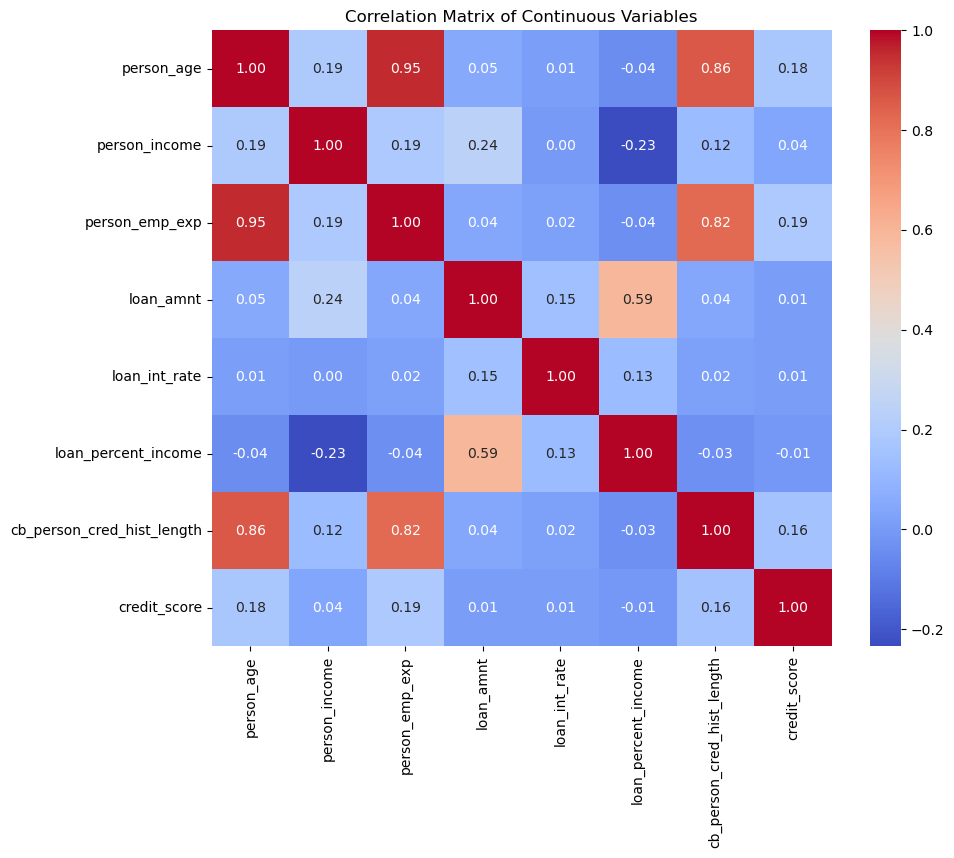 Correlation Matrix of Continuous Variables
person_age 1.00 0.19 0.95 0.05 0.01 -0.04 0.86 0.18
person_income 0.19 1.00 0.19 0.24 0.00 -0.23 0.12 0.04
person_emp_exp 0.95 0.19 1.00 0.04 0.02 -0.04 0.82 0.19
loan_amnt 0.05 0.24 0.04 1.00 0.15 0.59 0.04 0.01
loan_int_rate 0.01 0.00 0.02 0.15 1.00 0.13 0.02 0.01
loan_percent_income -0.04 -0.23 -0.04 0.59 0.13 1.00 -0.03 -0.01
cb_person_cred_hist_length 0.86 0.12 0.82 0.04 0.02 -0.03 1.00 0.16
credit_score 0.18 0.04 0.19 0.01 0.01 -0.01 0.16 1.00
person_age
person_income
person_emp_exp
loan_amnt
loan_int_rate
loan_percent_income
cb_person_cred_hist_length
credit_score
1.0
0.8
0.6
0.4
0.2
0.0
−0.2